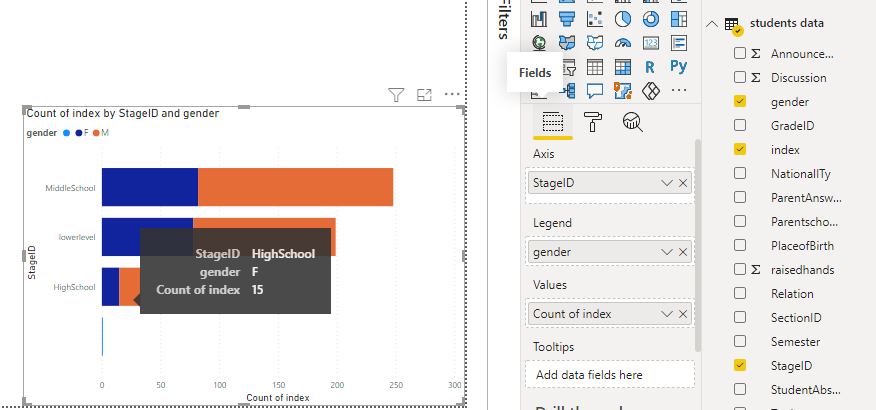 Filters
Fields
R
Py
123
Count of index by StageID and gender
gender F M
MiddleSchool
lowerlevel
HighSchool
StageID
StageID HighSchool
gender F
Count of index 15
0 50 100 150 200 250 300
Count of index
Axis
StageID
Legend
gender
Values
Count of index
Tooltips
Add data fields here
students data
Σ Announce...
Σ Discussion
gender
GradeID
index
NationalITy
ParentAnsw...
Parentscho...
PlaceofBirth
Σ raisedhands
Relation
SectionID
Semester
StageID
StudentAbs...